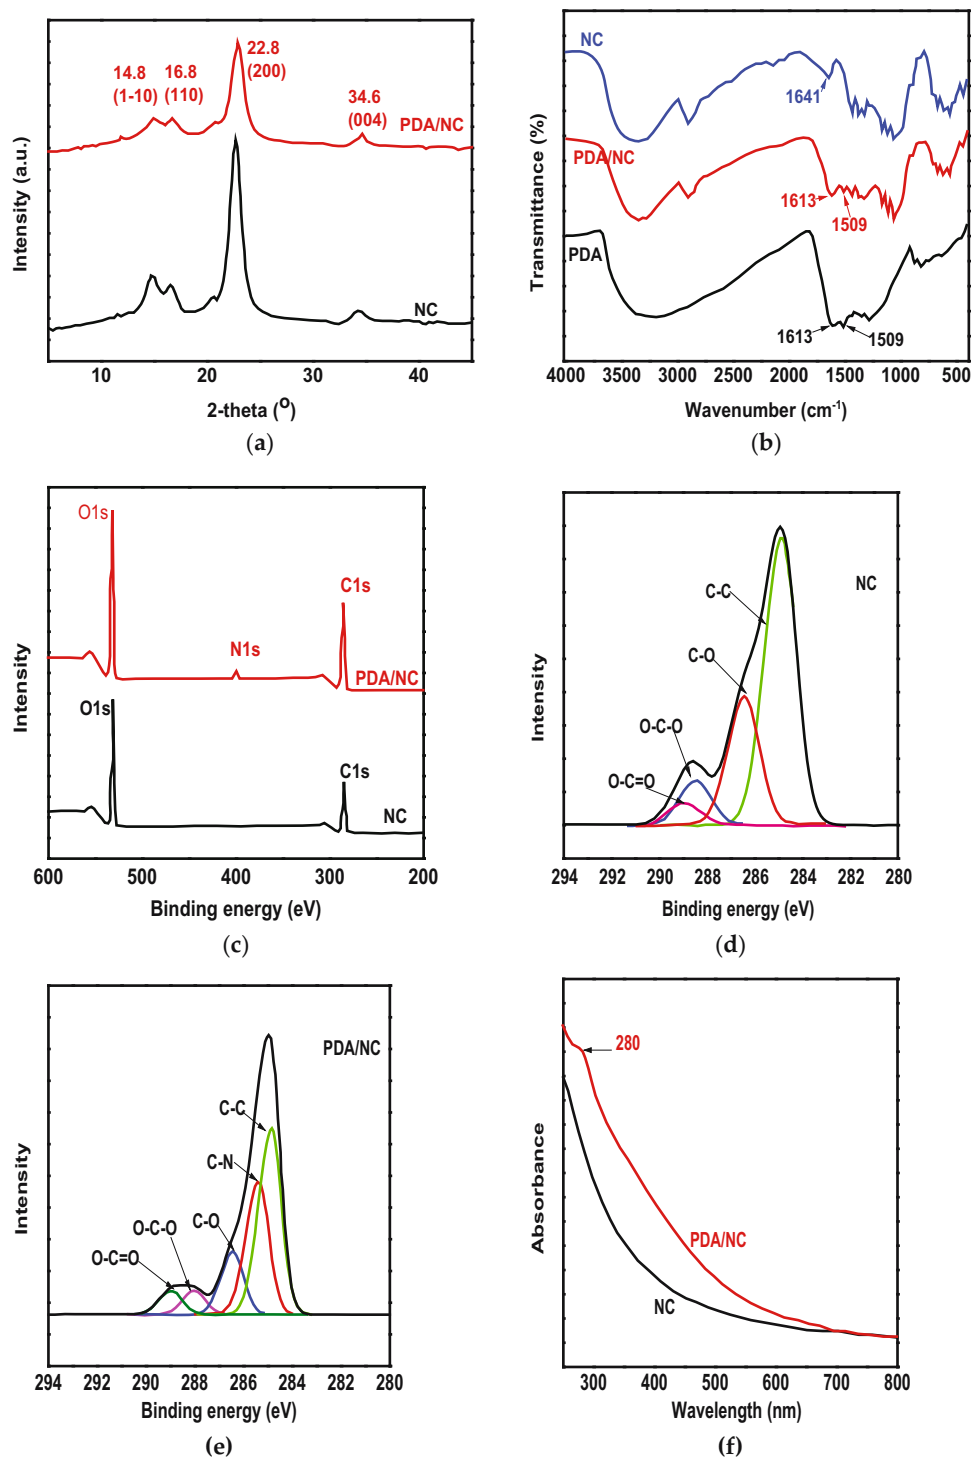 22.8
(200)
14.8
(1-10)
16.8
(110)
34.6
(004)
PDA/NC
NC
Intensity (a.u.)
10
20
30
40
2-theta (O)
(a)
NC
1641
PDA/NC
1613
1509
PDA
1613
1509
Transmittance (%)
4000 3500 3000 2500 2000 1500 1000 500
Wavenumber (cm-1)
(b)
O1s
C1s
N1s
PDA/NC
O1s
C1s
NC
Intensity
600
500
400
300
200
Binding energy (eV)
(c)
NC
C-C
C-O
O-C-O
O-C=O
Intensity
294 292 290 288 286 284 282 280
Binding energy (eV)
(d)
PDA/NC
C-C
C-N
C-O
O-C-O
O-C=O
Intensity
294 292 290 288 286 284 282 280
Binding energy (eV)
(e)
280
PDA/NC
NC
Absorbance
300 400 500 600 700 800
Wavelength (nm)
(f)